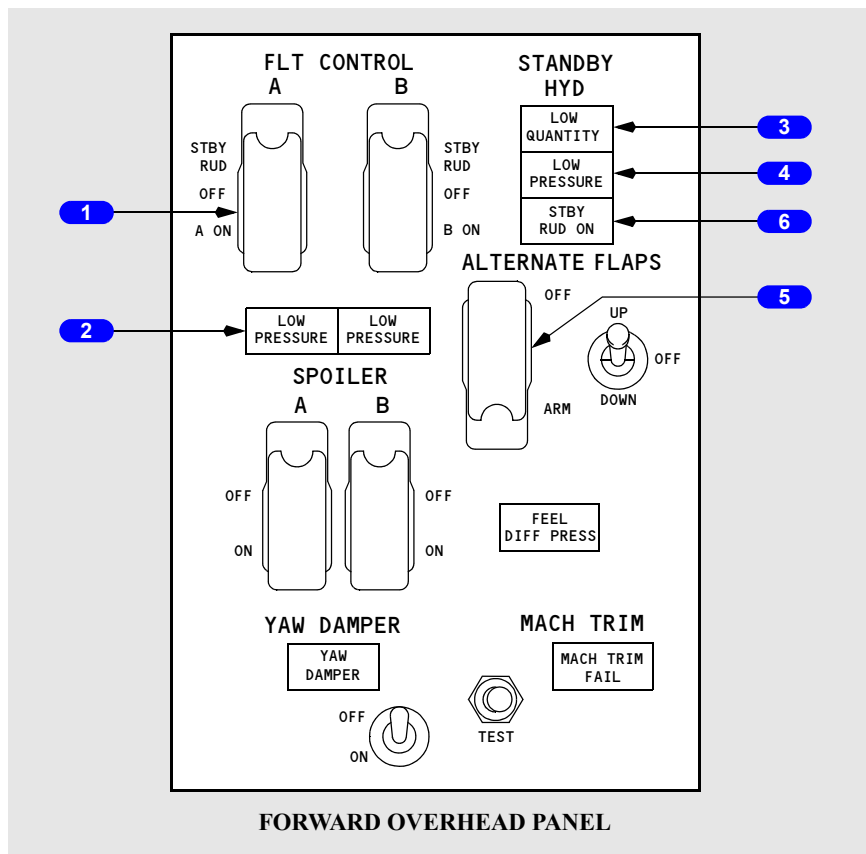 FLT CONTROL
A
B
STBY
RUD
OFF
A ON
STBY
RUD
OFF
B ON
STANDBY
HYD
LOW
QUANTITY
3
LOW
PRESSURE
4
STBY
RUD ON
6
1
ALTERNATE FLAPS
OFF
ARM
5
UP
OFF
DOWN
2
LOW
PRESSURE
LOW
PRESSURE
SPOILER
A
B
OFF
ON
OFF
ON
FEEL
DIFF PRESS
YAW DAMPER
YAW
DAMPER
OFF
ON
MACH TRIM
MACH TRIM
FAIL
TEST
FORWARD OVERHEAD PANEL